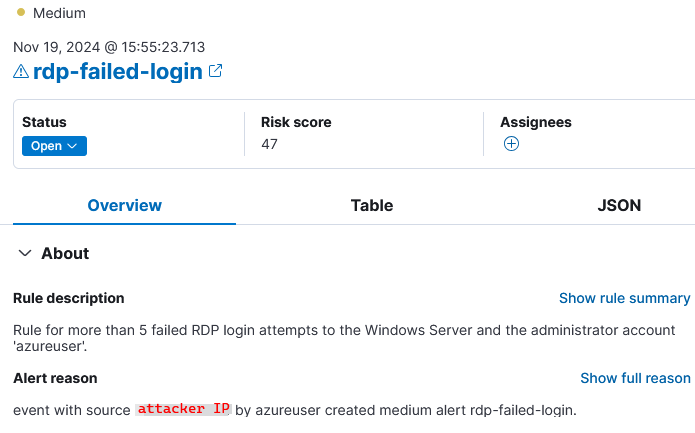 Medium
Nov 19, 2024 @ 15:55:23.713
rdp-failed-login
Status
Risk score
Assignees
Open
47
Overview
Table
JSON
About
Rule description
Show rule summary
Rule for more than 5 failed RDP login attempts to the Windows Server and the administrator account
'azureuser'.
Alert reason
Show full reason
event with source attacker IP by azureuser created medium alert rdp-failed-login.